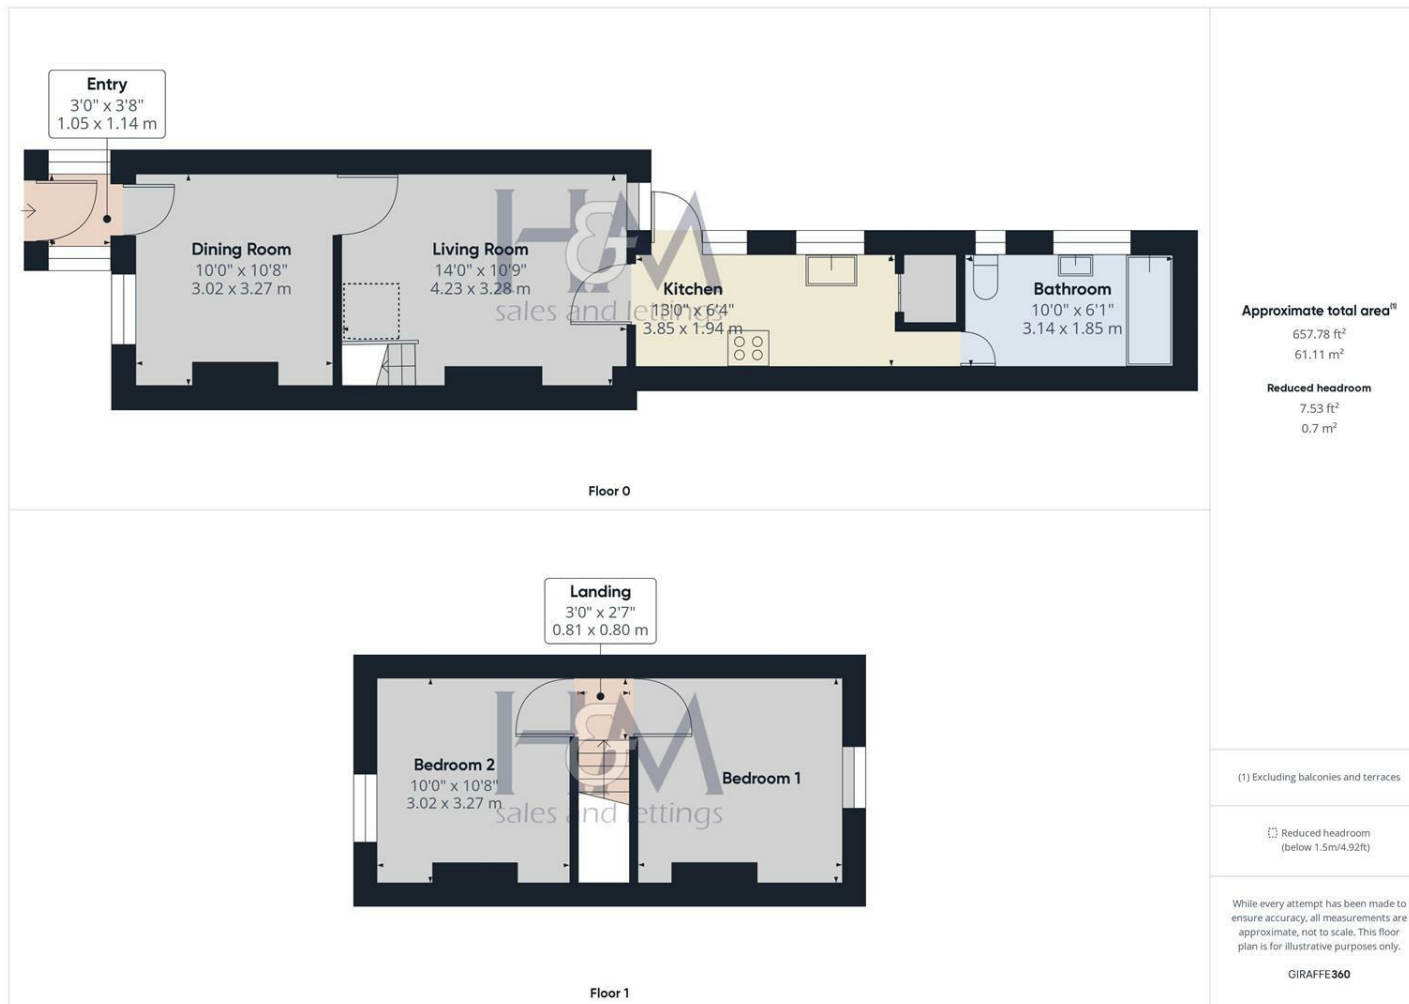 Entry
3'0" x 3'8"
1.05 x 1.14 m
Dining Room
10'0" x 10'8"
3.02 x 3.27 m
Living Room
14'0" x 10'9"
4.23 x 3.28 m
Kitchen
13'0" x 6'4"
3.85 x 1.94 m
Bathroom
10'0" x 6'1"
3.14 x 1.85 m
H&M
sales and lettings
Floor 0
Landing
3'0" x 2'7"
0.81 x 0.80 m
Bedroom 2
10'0" x 10'8"
3.02 x 3.27 m
Bedroom 1
H&M
sales and lettings
Floor 1
Approximate total area⁽¹⁾
657.78 ft²
61.11 m²
Reduced headroom
7.53 ft²
0.7 m²
(1) Excluding balconies and terraces
Reduced headroom
(below 1.5m/4.92ft)
While every attempt has been made to
ensure accuracy, all measurements are
approximate, not to scale. This floor
plan is for illustrative purposes only.
GIRAFFE360